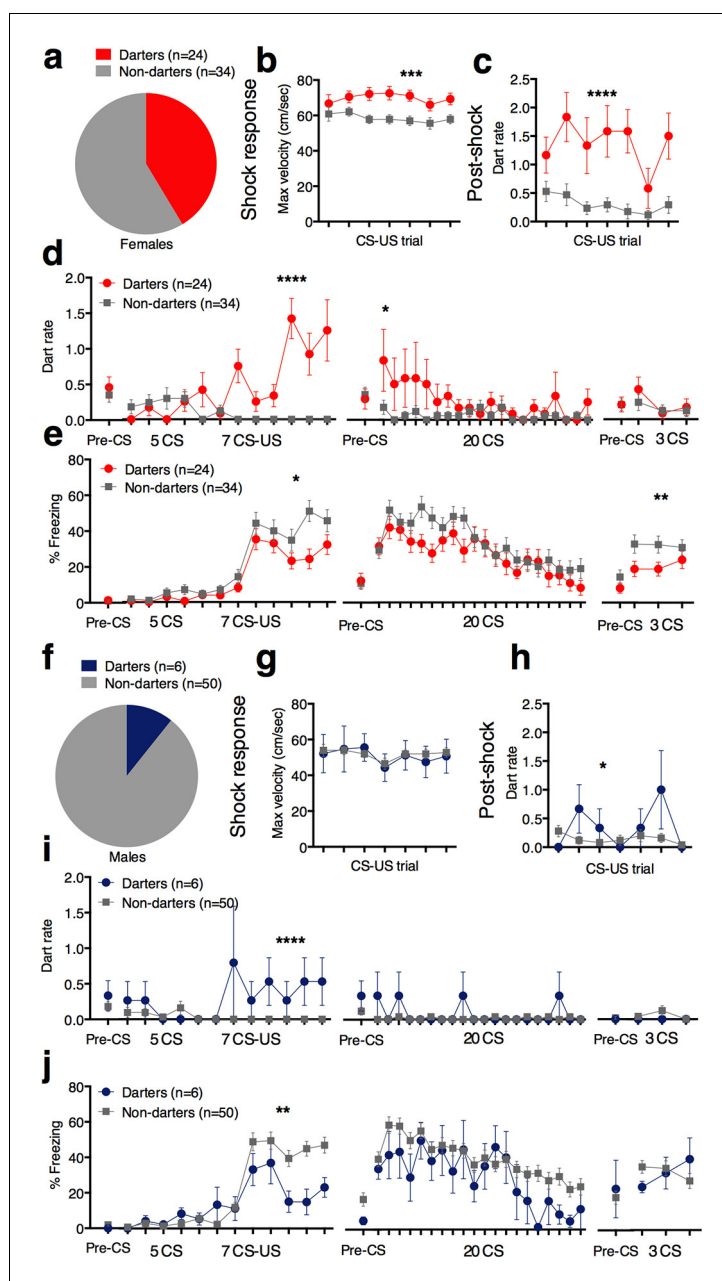 a
Darters (n=24)
Non-darters (n=34)
Females
b
***
Shock response
Max velocity (cm/sec)
80
60
40
20
0
CS-US trial
c
****
Post-shock
Dart rate
2.5
2.0
1.5
1.0
0.5
0.0
CS-US trial
d
Darters (n=24)
Non-darters (n=34)
****
*
Dart rate
2.0
1.5
1.0
0.5
0.0
Pre-CS 5 CS 7 CS-US
Pre-CS 20 CS
Pre-CS 3 CS
e
Darters (n=24)
Non-darters (n=34)
*
**
% Freezing
80
60
40
20
0
Pre-CS 5 CS 7 CS-US
Pre-CS 20 CS
Pre-CS 3 CS
f
Darters (n=6)
Non-darters (n=50)
Males
g
Shock response
Max velocity (cm/sec)
80
60
40
20
0
CS-US trial
h
*
Post-shock
Dart rate
2.5
2.0
1.5
1.0
0.5
0.0
CS-US trial
i
Darters (n=6)
Non-darters (n=50)
****
Dart rate
2.0
1.5
1.0
0.5
0.0
Pre-CS 5 CS 7 CS-US
Pre-CS 20 CS
Pre-CS 3 CS
j
Darters (n=6)
Non-darters (n=50)
**
% Freezing
80
60
40
20
0
Pre-CS 5 CS 7 CS-US
Pre-CS 20 CS
Pre-CS 3 CS